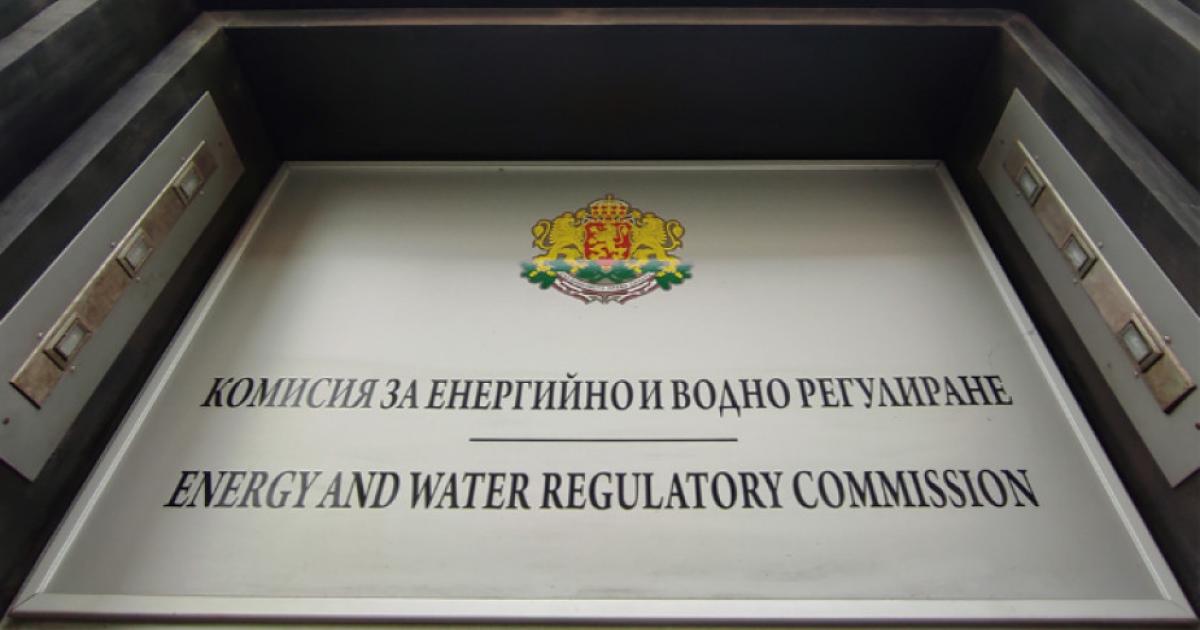 КОМИСИЯ ЗА ЕНЕРГИЙНО И ВОДНО РЕГУЛИРАНЕ
ENERGY AND WATER REGULATORY COMMISSION